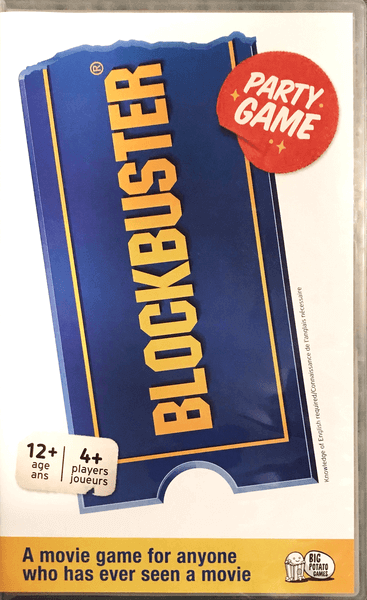 PARTY
GAME
BLOCKBUSTER®
Knowledge of English required/Connaissance de l'anglais nécessaire
12+
age
ans
4+
players
joueurs
A movie game for anyone
who has ever seen a movie
BIG
POTATO
GAMES